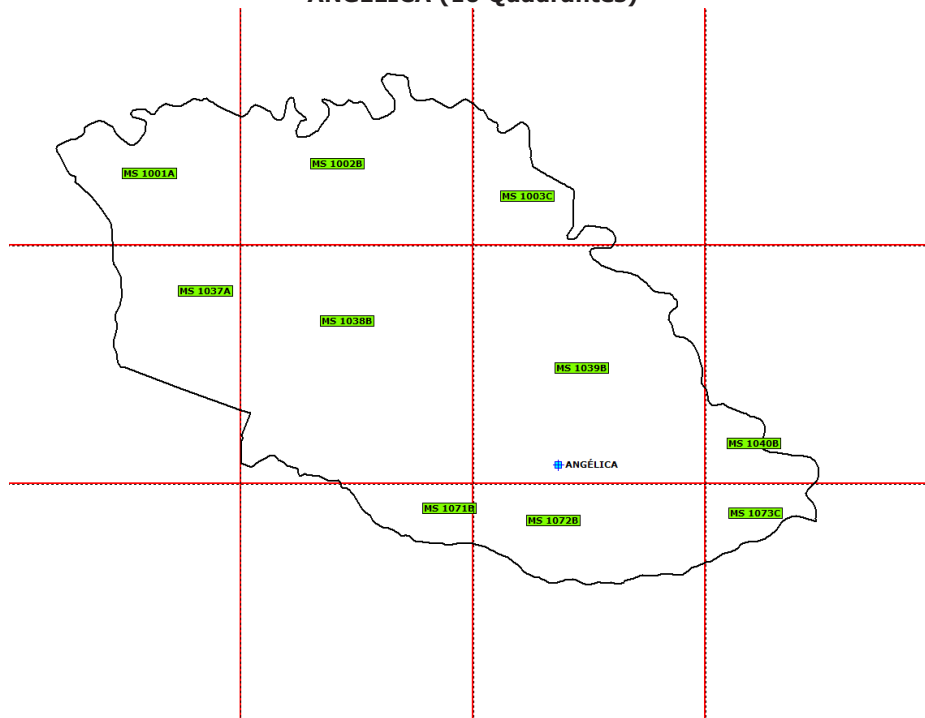 ANGÉLICA (10 Quadrantes)
MS 1001A
MS 1002B
MS 1003C
MS 1037A
MS 1038B
MS 1039B
MS 1040B
ANGÉLICA
MS 1071B
MS 1072B
MS 1073C